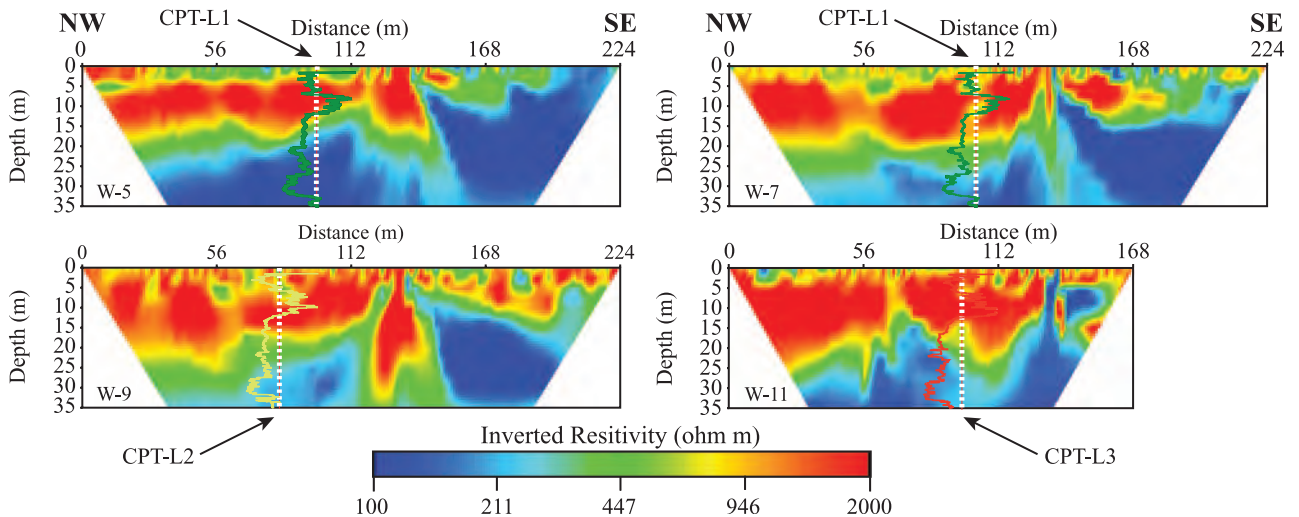 CPT-L1
CPT-L1
NW Distance (m) SE
NW Distance (m) SE
0 56 112 168 224
0 56 112 168 224
Depth (m)
0
5
10
15
20
25
30
35
W-5
Depth (m)
0
5
10
15
20
25
30
35
W-7
Distance (m)
Distance (m)
0 56 112 168 224
0 56 112 168
Depth (m)
0
5
10
15
20
25
30
35
W-9
Depth (m)
0
5
10
15
20
25
30
35
W-11
CPT-L2
CPT-L3
Inverted Resitivity (ohm m)
100 211 447 946 2000